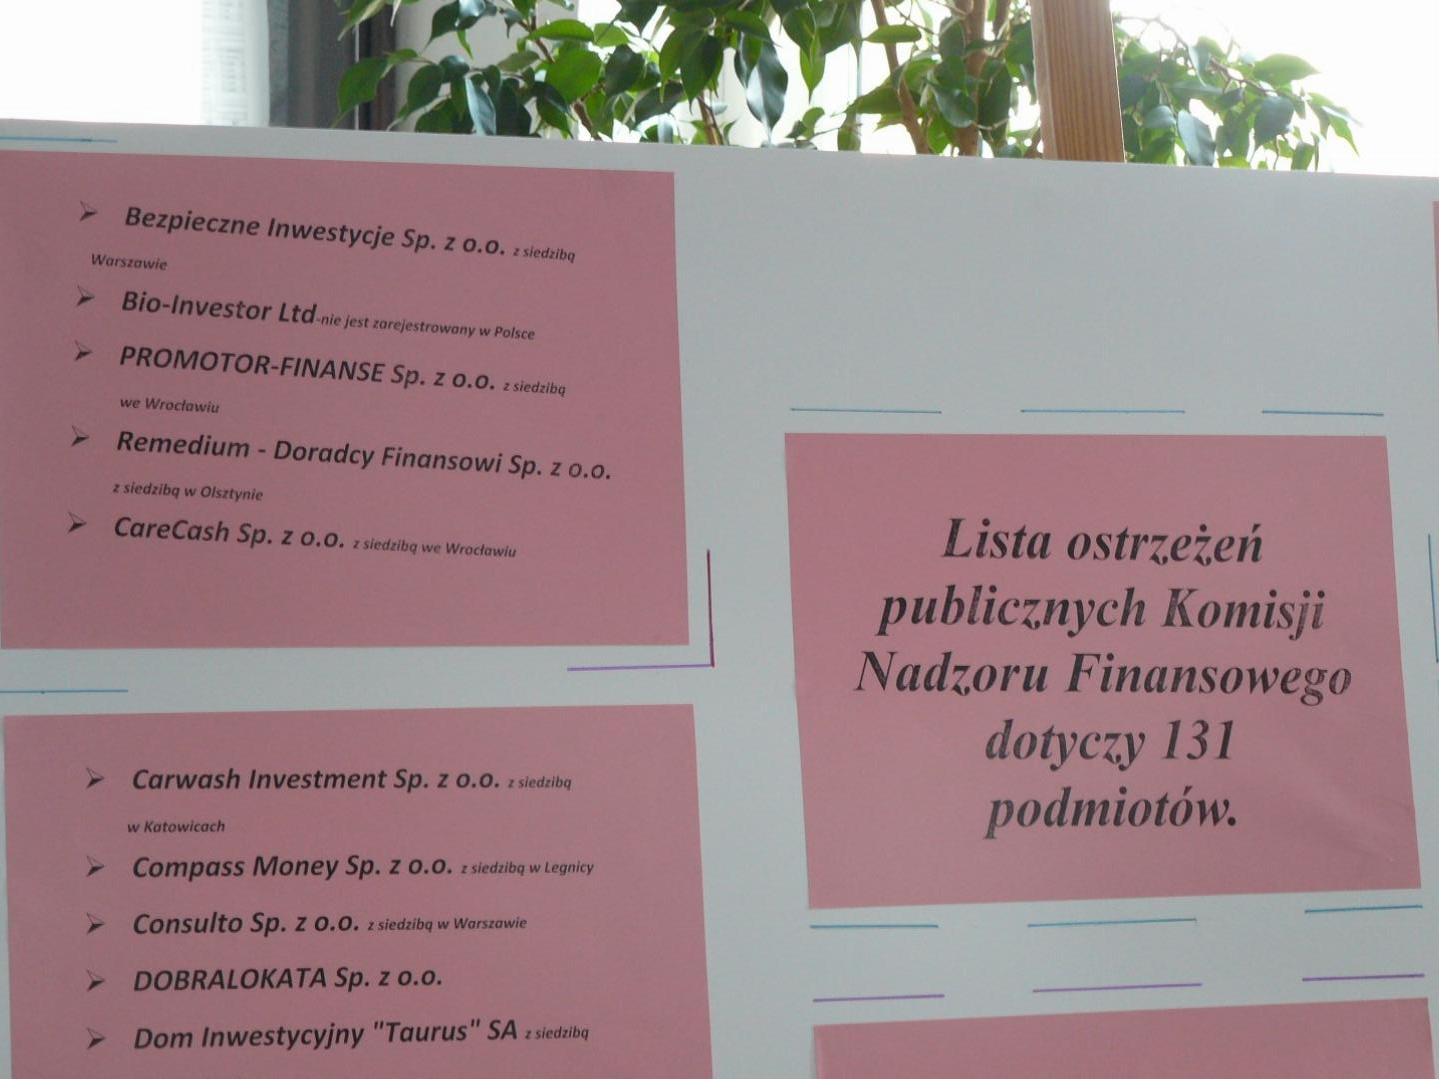 Bezpieczne Inwestycje Sp. z o.o. z siedzibą
Warszawie
Bio-Investor Ltd-nie jest zarejestrowany w Polsce
PROMOTOR-FINANSE Sp. z o.o. z siedzibą
we Wrocławiu
Remedium - Doradcy Finansowi Sp. z o.o.
z siedzibą w Olsztynie
CareCash Sp. z o.o. z siedzibą we Wrocławiu
Carwash Investment Sp. z o.o. z siedzibą
w Katowicach
Compass Money Sp. z o.o. z siedzibą w Legnicy
Consulto Sp. z o.o. z siedzibą w Warszawie
DOBRALOKATA Sp. z o.o.
Dom Inwestycyjny "Taurus" SA z siedzibą
Lista ostrzeżeń
publicznych Komisji
Nadzoru Finansowego
dotyczy 131
podmiotów.